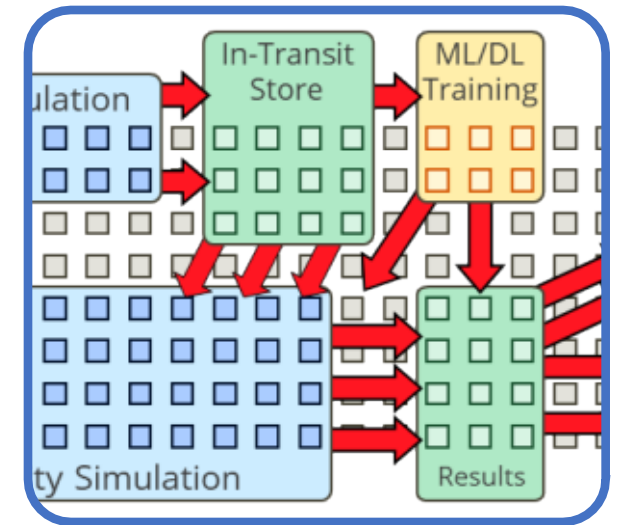 In-Transit
Store
ML/DL
Training
ulation
ty Simulation
Results